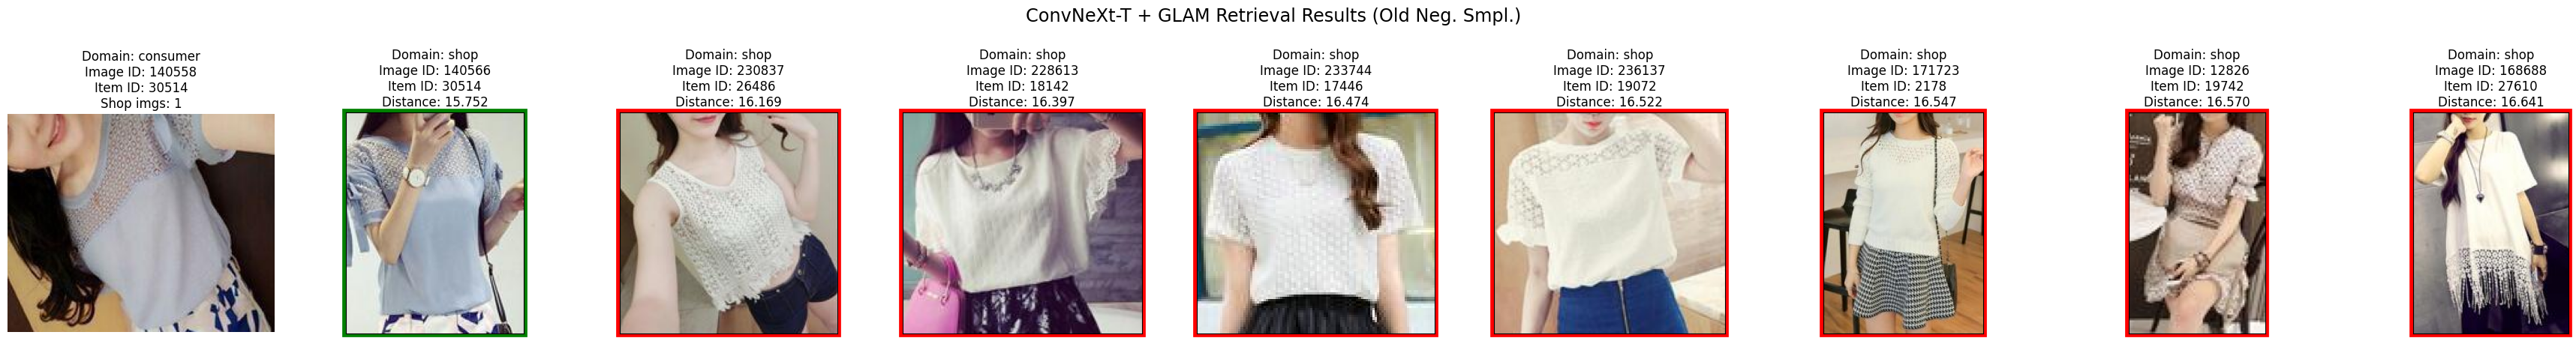 ConvNeXt-T + GLAM Retrieval Results (Old Neg. Smpl.)
Domain: consumer
Image ID: 140558
Item ID: 30514
Shop imgs: 1
Domain: shop
Image ID: 140566
Item ID: 30514
Distance: 15.752
Domain: shop
Image ID: 230837
Item ID: 26486
Distance: 16.169
Domain: shop
Image ID: 228613
Item ID: 18142
Distance: 16.397
Domain: shop
Image ID: 233744
Item ID: 17446
Distance: 16.474
Domain: shop
Image ID: 236137
Item ID: 19072
Distance: 16.522
Domain: shop
Image ID: 171723
Item ID: 2178
Distance: 16.547
Domain: shop
Image ID: 12826
Item ID: 19742
Distance: 16.570
Domain: shop
Image ID: 168688
Item ID: 27610
Distance: 16.641